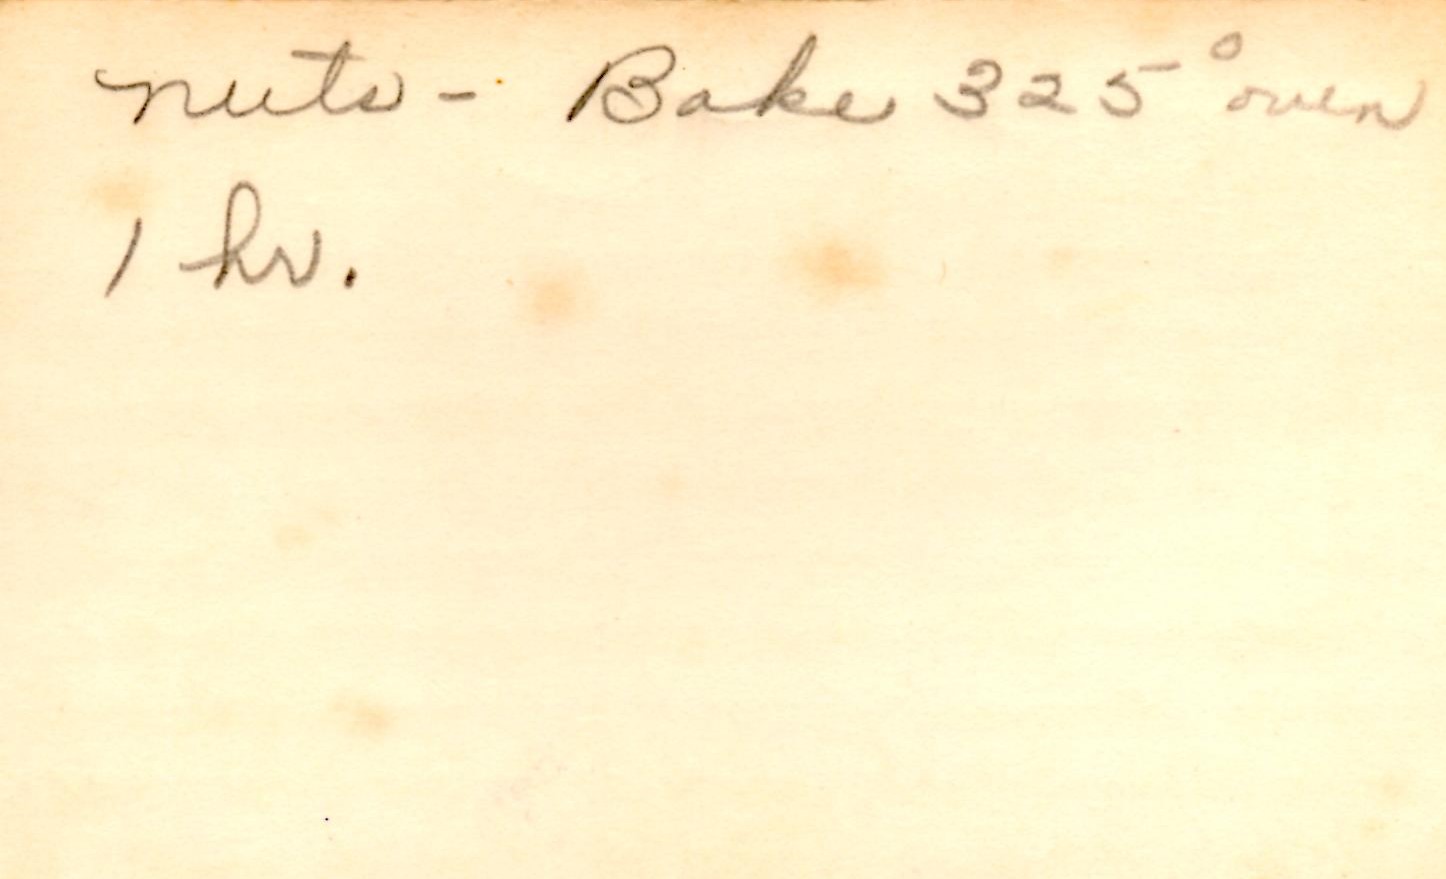 nuts - Bake 325° oven
1 hr.